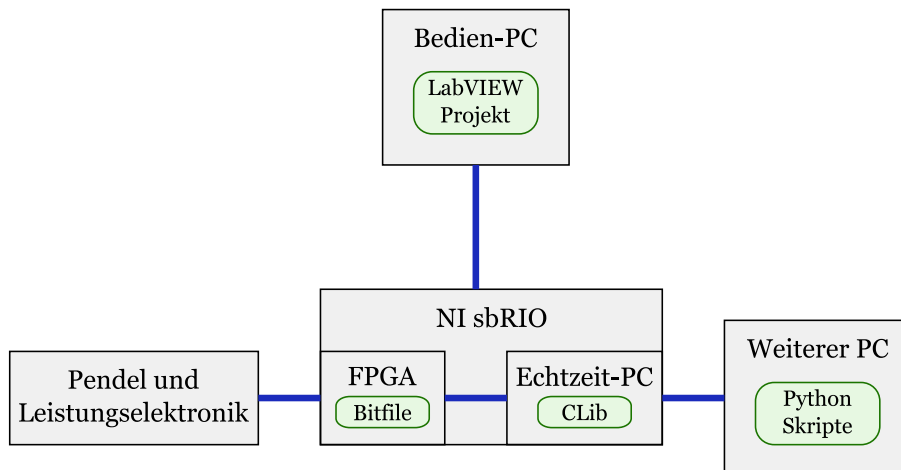 Bedien-PC
LabVIEW
Projekt
NI sbRIO
Pendel und
Leistungselektronik
FPGA
Bitfile
Echtzeit-PC
CLib
Weiterer PC
Python
Skripte